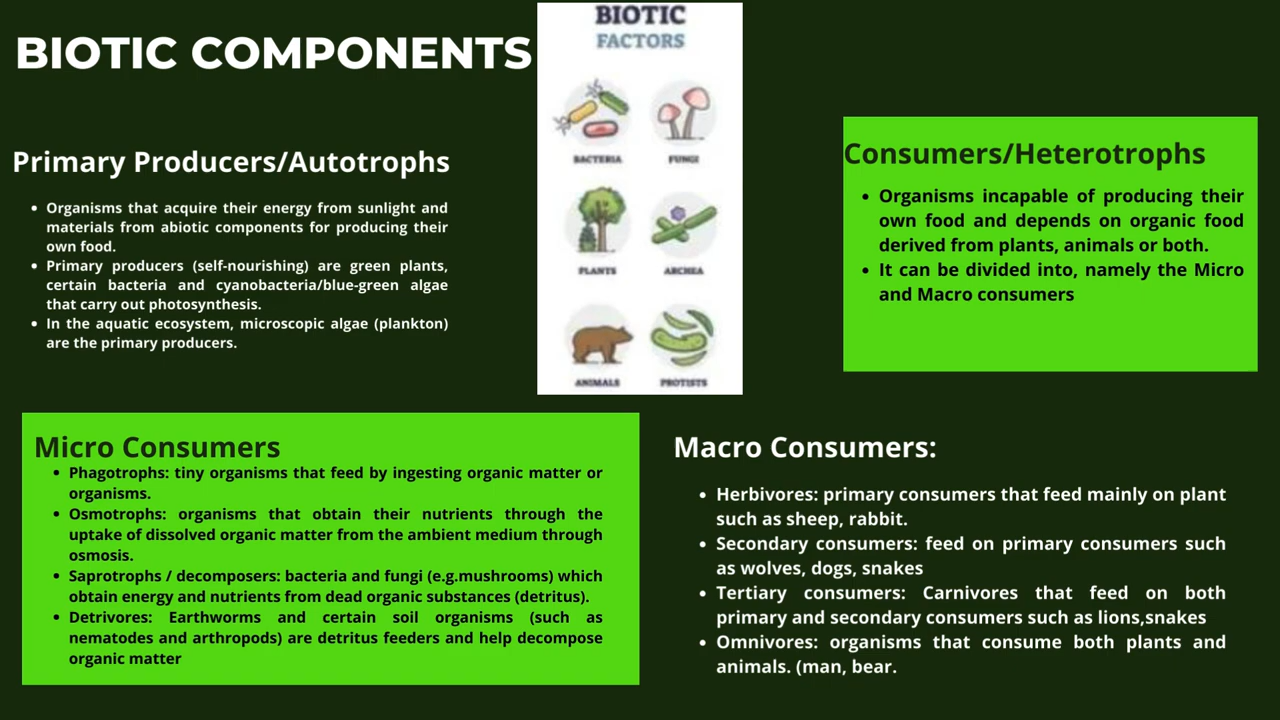 BIOTIC COMPONENTS
Primary Producers/Autotrophs
• Organisms that acquire their energy from sunlight and
materials from abiotic components for producing their
own food.
• Primary producers (self-nourishing) are green plants,
certain bacteria and cyanobacteria/blue-green algae
that carry out photosynthesis.
• In the aquatic ecosystem, microscopic algae (plankton)
are the primary producers.
BIOTIC
FACTORS
BACTERIA FUNGI
PLANTS ARCHEA
ANIMALS PROTISTS
Consumers/Heterotrophs
• Organisms incapable of producing their
own food and depends on organic food
derived from plants, animals or both.
• It can be divided into, namely the Micro
and Macro consumers
Micro Consumers
• Phagotrophs: tiny organisms that feed by ingesting organic matter or
organisms.
• Osmotrophs: organisms that obtain their nutrients through the
uptake of dissolved organic matter from the ambient medium through
osmosis.
• Saprotrophs / decomposers: bacteria and fungi (e.g.mushrooms) which
obtain energy and nutrients from dead organic substances (detritus).
• Detrivores: Earthworms and certain soil organisms (such as
nematodes and arthropods) are detritus feeders and help decompose
organic matter
Macro Consumers:
• Herbivores: primary consumers that feed mainly on plant
such as sheep, rabbit.
• Secondary consumers: feed on primary consumers such
as wolves, dogs, snakes
• Tertiary consumers: Carnivores that feed on both
primary and secondary consumers such as lions,snakes
• Omnivores: organisms that consume both plants and
animals. (man, bear.